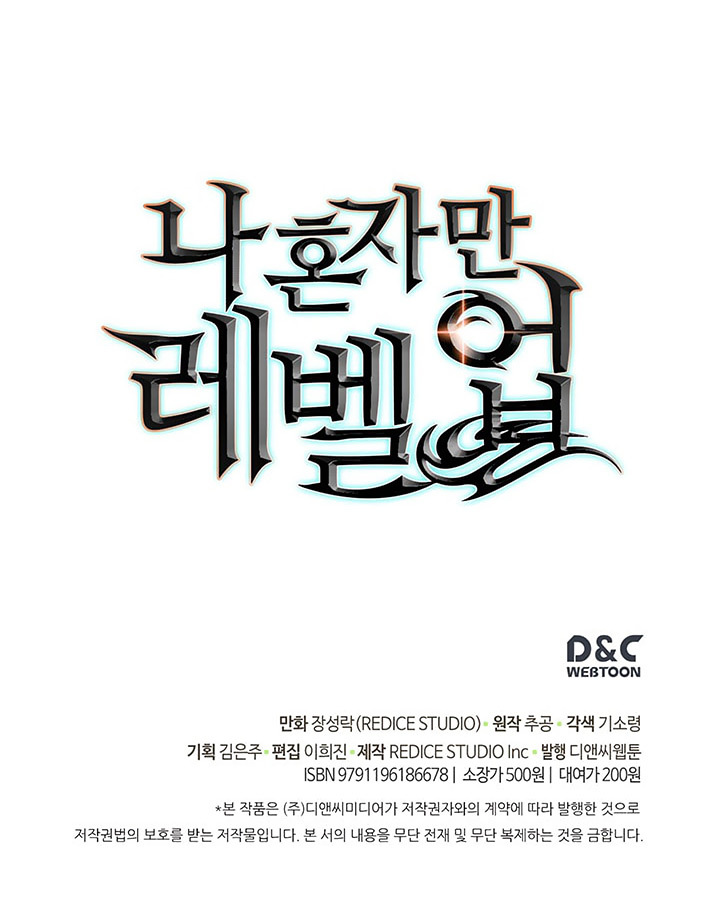 나 혼자만
레벨업
D&C
WEBTOON
만화 장성락(REDICE STUDIO)• 원작 추공 • 각색 기소령
기획 김은주• 편집 이희진•제작 REDICE STUDIO Inc • 발행 디앤씨웹툰
ISBN 9791196186678 | 소장가 500원 | 대여가 200원
*본 작품은 (주)디앤씨미디어가 저작권자와의 계약에 따라 발행한 것으로
저작권법의 보호를 받는 저작물입니다. 본 서의 내용을 무단 전재 및 무단 복제하는 것을 금합니다.